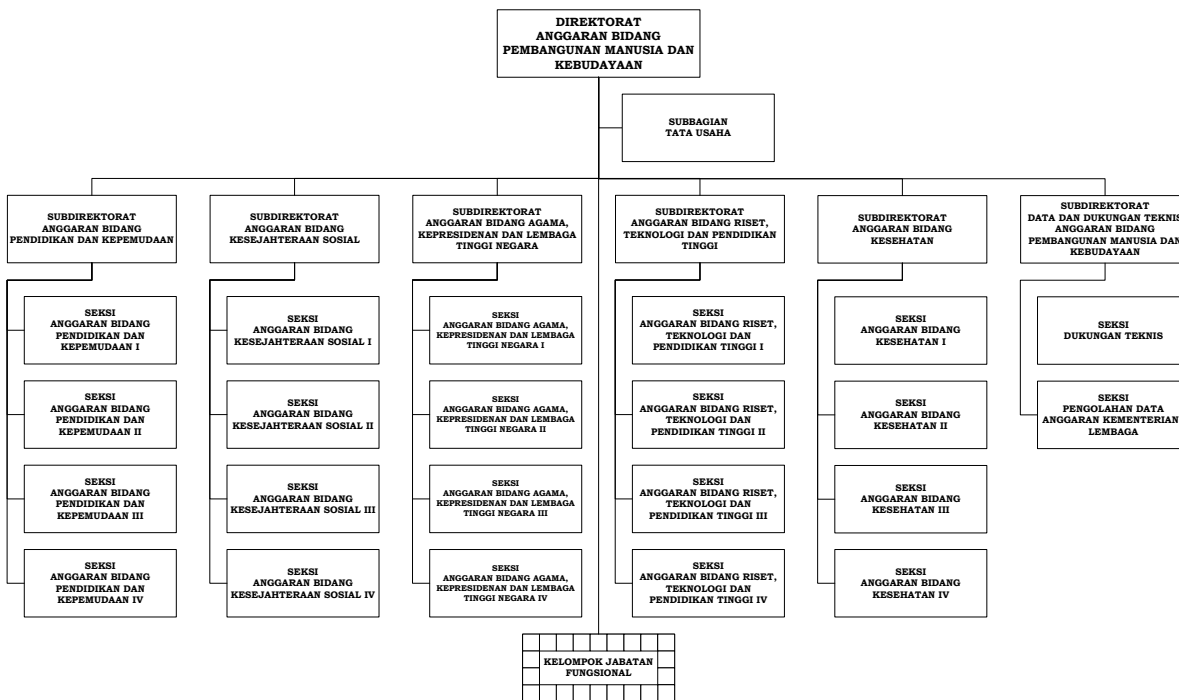 DIREKTORAT
ANGGARAN BIDANG
PEMBANGUNAN MANUSIA DAN
KEBUDAYAAN
SUBBAGIAN
TATA USAHA
SUBDIREKTORAT
ANGGARAN BIDANG
PENDIDIKAN DAN KEPEMUDAAN
SUBDIREKTORAT
ANGGARAN BIDANG
KESEJAHTERAAN SOSIAL
SUBDIREKTORAT
ANGGARAN BIDANG AGAMA,
KEPRESIDENAN DAN LEMBAGA
TINGGI NEGARA
SUBDIREKTORAT
ANGGARAN BIDANG RISET,
TEKNOLOGI DAN PENDIDIKAN
TINGGI
SUBDIREKTORAT
ANGGARAN BIDANG
KESEHATAN
SUBDIREKTORAT
DATA DAN DUKUNGAN TEKNIS
ANGGARAN BIDANG
PEMBANGUNAN MANUSIA DAN
KEBUDAYAAN
SEKSI
ANGGARAN BIDANG
PENDIDIKAN DAN
KEPEMUDAAN I
SEKSI
ANGGARAN BIDANG
KESEJAHTERAAN SOSIAL I
SEKSI
ANGGARAN BIDANG AGAMA,
KEPRESIDENAN DAN LEMBAGA
TINGGI NEGARA I
SEKSI
ANGGARAN BIDANG RISET,
TEKNOLOGI DAN
PENDIDIKAN TINGGI I
SEKSI
ANGGARAN BIDANG
KESEHATAN I
SEKSI
DUKUNGAN TEKNIS
SEKSI
ANGGARAN BIDANG
PENDIDIKAN DAN
KEPEMUDAAN II
SEKSI
ANGGARAN BIDANG
KESEJAHTERAAN SOSIAL II
SEKSI
ANGGARAN BIDANG AGAMA,
KEPRESIDENAN DAN LEMBAGA
TINGGI NEGARA II
SEKSI
ANGGARAN BIDANG RISET,
TEKNOLOGI DAN
PENDIDIKAN TINGGI II
SEKSI
ANGGARAN BIDANG
KESEHATAN II
SEKSI
PENGOLAHAN DATA
ANGGARAN KEMENTERIAN
LEMBAGA
SEKSI
ANGGARAN BIDANG
PENDIDIKAN DAN
KEPEMUDAAN III
SEKSI
ANGGARAN BIDANG
KESEJAHTERAAN SOSIAL III
SEKSI
ANGGARAN BIDANG AGAMA,
KEPRESIDENAN DAN LEMBAGA
TINGGI NEGARA III
SEKSI
ANGGARAN BIDANG RISET,
TEKNOLOGI DAN
PENDIDIKAN TINGGI III
SEKSI
ANGGARAN BIDANG
KESEHATAN III
SEKSI
ANGGARAN BIDANG
PENDIDIKAN DAN
KEPEMUDAAN IV
SEKSI
ANGGARAN BIDANG
KESEJAHTERAAN SOSIAL IV
SEKSI
ANGGARAN BIDANG AGAMA,
KEPRESIDENAN DAN LEMBAGA
TINGGI NEGARA IV
SEKSI
ANGGARAN BIDANG RISET,
TEKNOLOGI DAN
PENDIDIKAN TINGGI IV
SEKSI
ANGGARAN BIDANG
KESEHATAN IV
KELOMPOK JABATAN
FUNGSIONAL